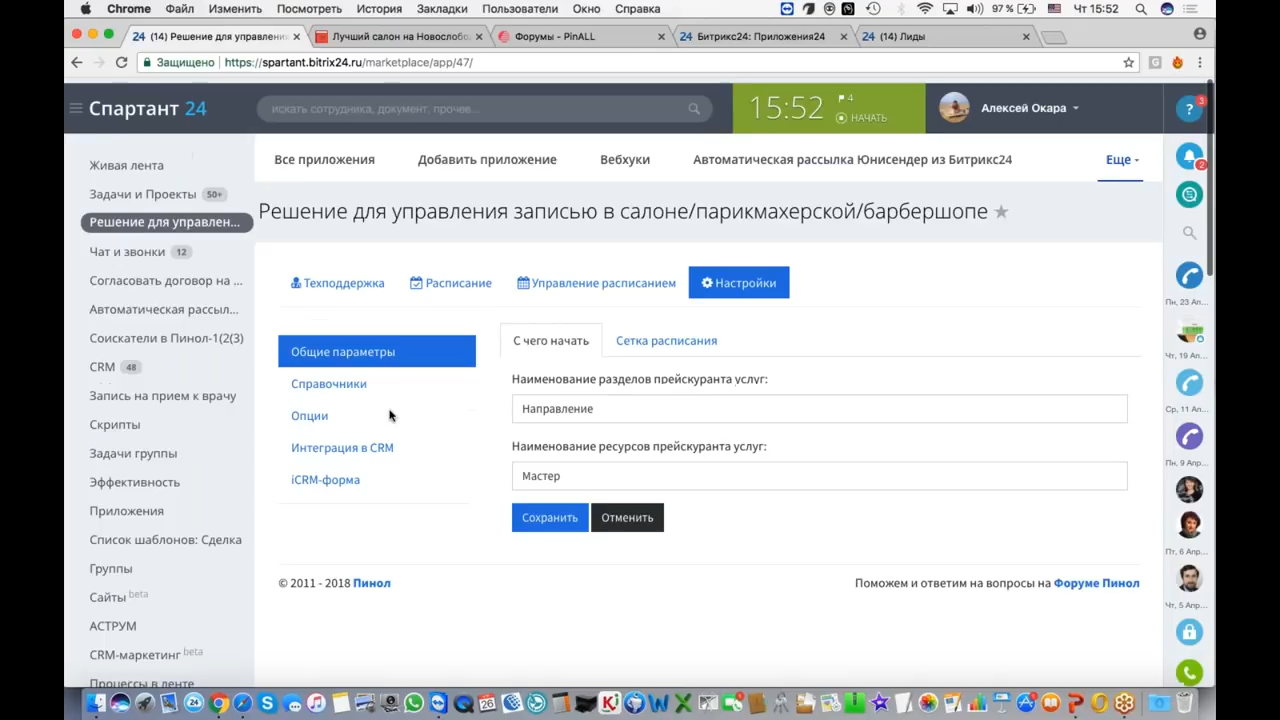 Chrome Файл Изменить Посмотреть История Закладки Пользователи Окно Справка 97 % Чт 15:52
24 (14) Решение для управлени × Лучший салон на Новослобо × Форумы - PinALL × 24 Битрикс24: Приложения24 × 24 (14) Лиды ×
Защищено https://spartant.bitrix24.ru/marketplace/app/47/
Спартант 24 искать сотрудника, документ, прочее... 15:52 4 НАЧАТЬ Алексей Окара ? 3
Живая лента
Задачи и Проекты 50+
Решение для управлен...
Чат и звонки 12
Согласовать договор на ...
Автоматическая рассыл...
Соискатели в Пинол-1(2(3)
CRM 48
Запись на прием к врачу
Скрипты
Задачи группы
Эффективность
Приложения
Список шаблонов: Сделка
Группы
Сайты beta
АСТРУМ
CRM-маркетинг beta
Процессы в ленте
Все приложения Добавить приложение Вебхуки Автоматическая рассылка Юнисендер из Битрикс24 Еще
Решение для управления записью в салоне/парикмахерской/барбершопе
Техподдержка Расписание Управление расписанием Настройки
Общие параметры
Справочники
Опции
Интеграция в CRM
iCRM-форма
С чего начать Сетка расписания
Наименование разделов прейскуранта услуг:
Направление
Наименование ресурсов прейскуранта услуг:
Мастер
Сохранить Отменить
© 2011 - 2018 Пинол Поможем и ответим на вопросы на Форуме Пинол
2
Пн, 23 Ап...
Чт, 19 Ап...
Ср, 11 Ап...
Пн, 9 Апр...
Пт, 6 Апр...
Чт, 5 Апр...